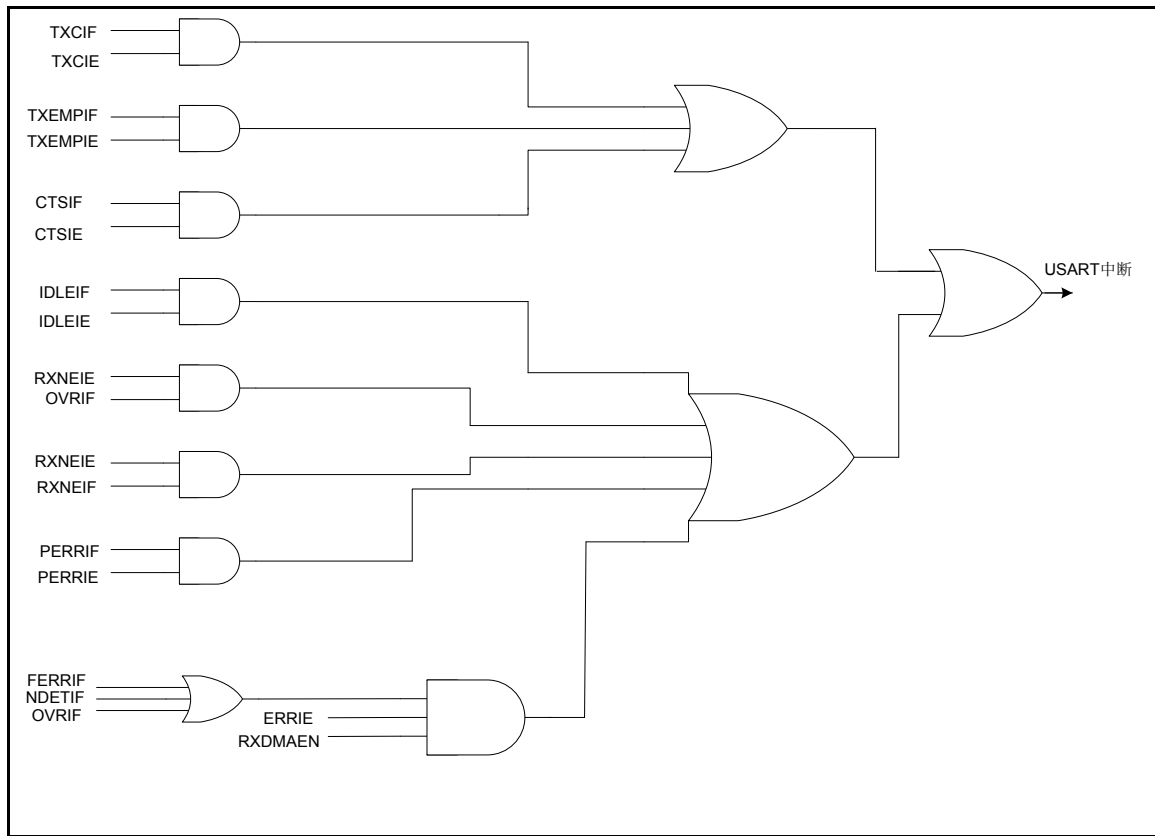 TXCIF
TXCIE
TXEMPIF
TXEMPIE
CTSIF
CTSIE
IDLEIF
IDLEIE
RXNEIE
OVRIF
RXNEIE
RXNEIF
PERRIF
PERRIE
FERRIF
NDETIF
OVRIF
ERRIE
RXDMAEN
USART中断